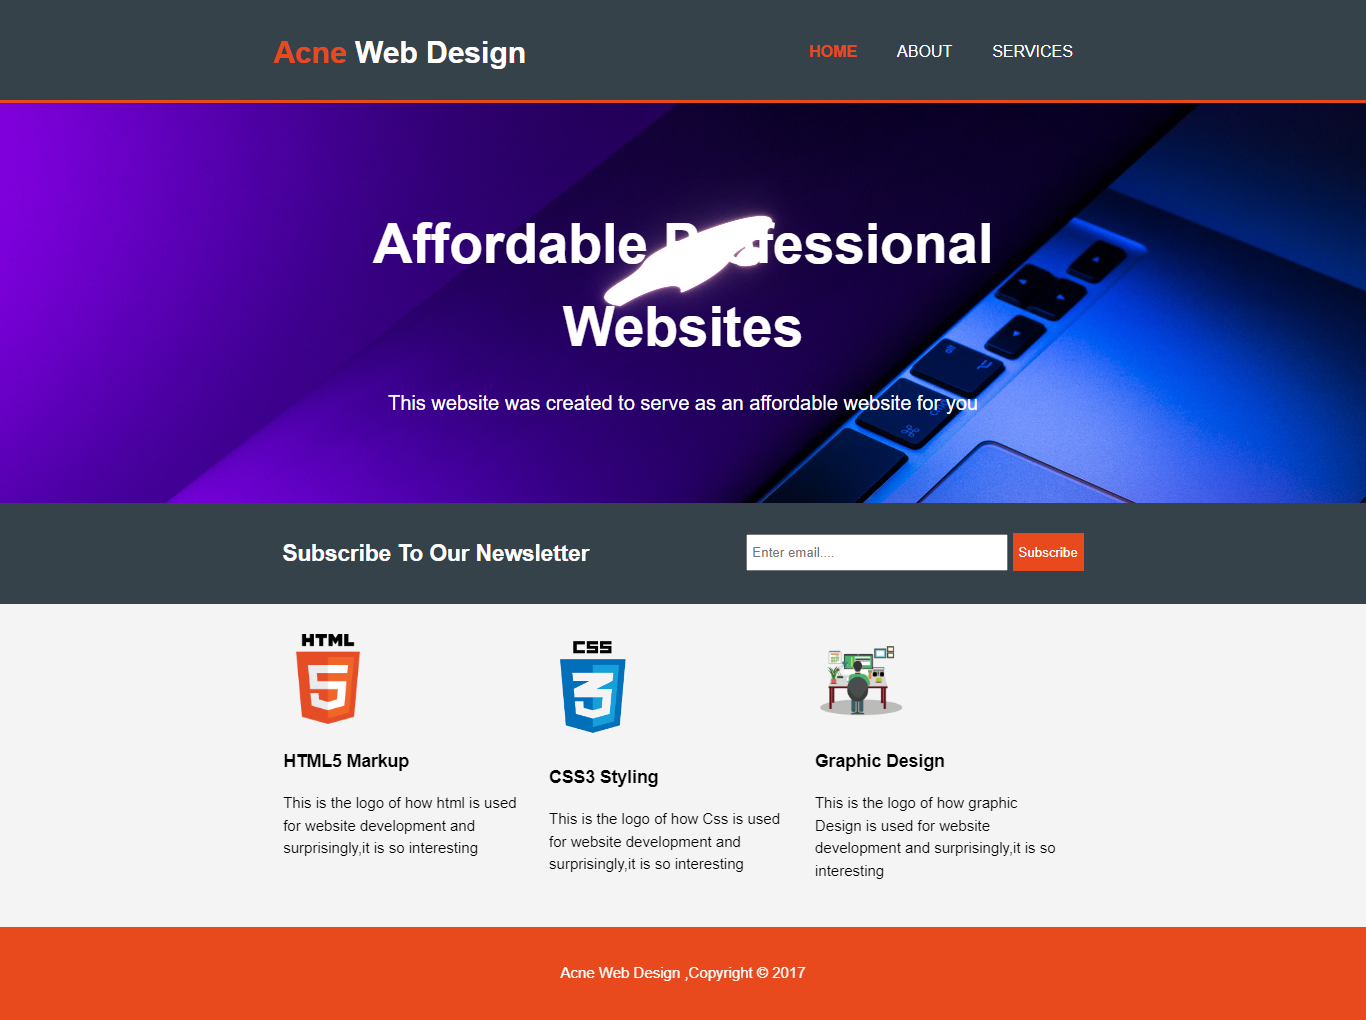 Acne Web Design
HOME ABOUT SERVICES
Affordable Professional
Websites
This website was created to serve as an affordable website for you
Subscribe To Our Newsletter
Enter email....
Subscribe
HTML
5
HTML5 Markup
This is the logo of how html is used
for website development and
surprisingly,it is so interesting
CSS
3
CSS3 Styling
This is the logo of how Css is used
for website development and
surprisingly,it is so interesting
Graphic Design
This is the logo of how graphic
Design is used for website
development and surprisingly,it is so
interesting
Acne Web Design ,Copyright © 2017